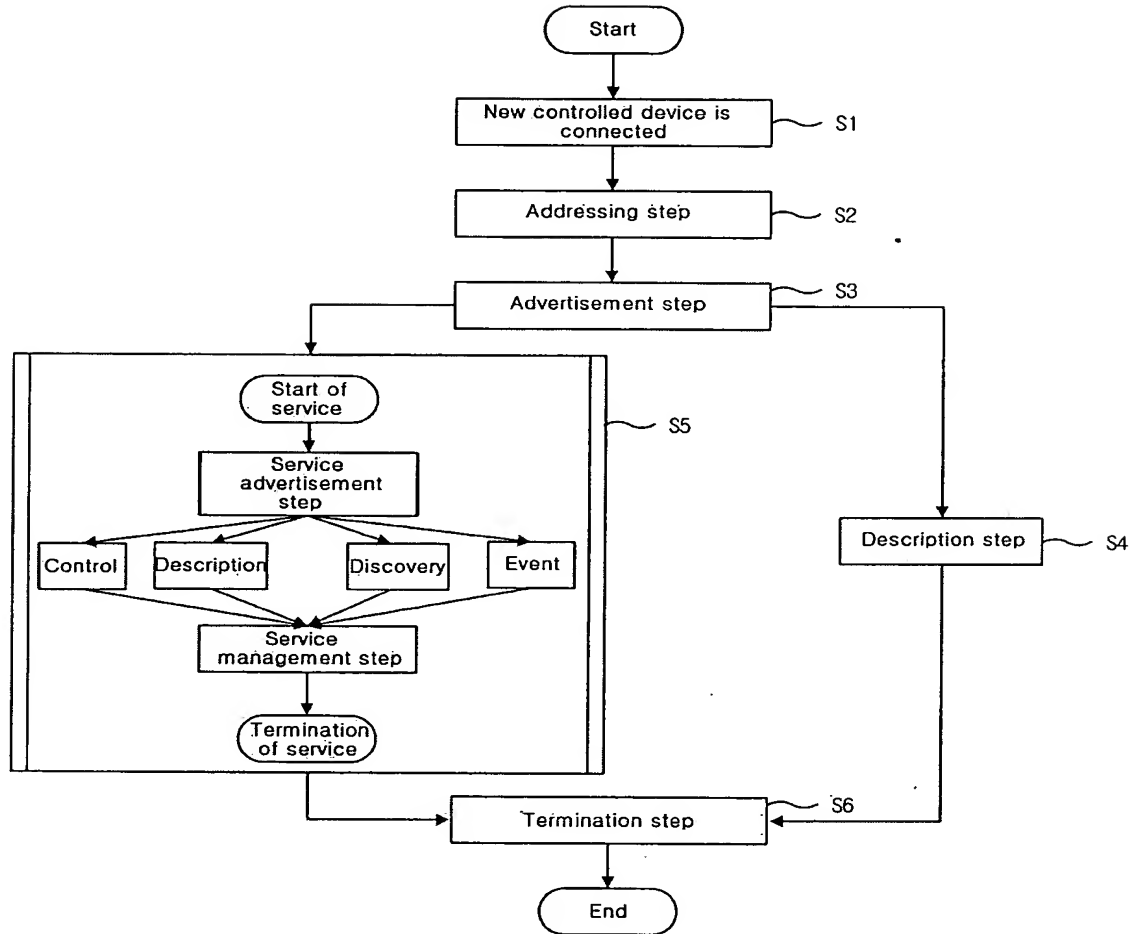 Start
New controlled device is
connected
S1
Addressing step
S2
Advertisement step
S3
Start of
service
S5
Service
advertisement
step
Control
Description
Discovery
Event
Description step
S4
Service
management step
Termination
of service
Termination step
S6
End